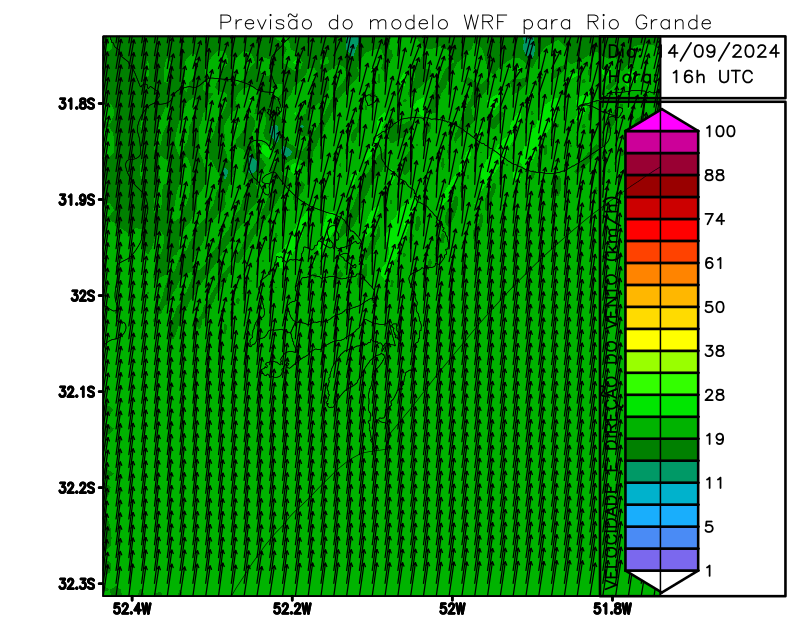 Previsão do modelo WRF para Rio Grande
Dia: 14/09/2024
Hora: 16h UTC
31.8S
31.9S
32S
32.1S
32.2S
32.3S
52.4W
52.2W
52W
51.8W
VELOCIDADE E DIREÇÃO DO VENTO (km/h)
100
88
74
61
50
38
28
19
11
5
1